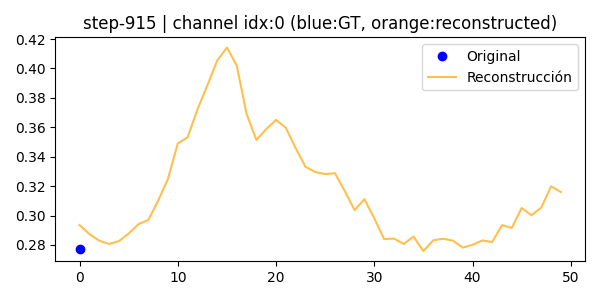 step-915 | channel idx:0 (blue:GT, orange:reconstructed)
0.42
0.40
0.38
0.36
0.34
0.32
0.30
0.28
Original
Reconstrucción
0 10 20 30 40 50